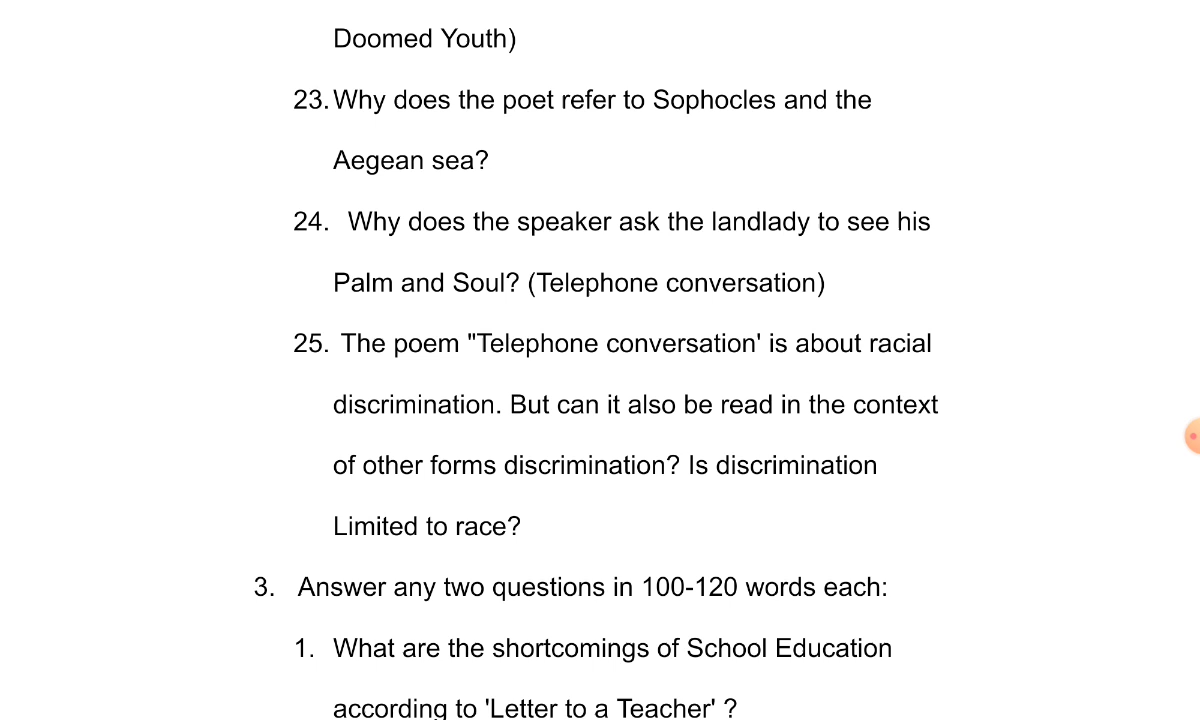 Doomed Youth)
23. Why does the poet refer to Sophocles and the
Aegean sea?
24. Why does the speaker ask the landlady to see his
Palm and Soul? (Telephone conversation)
25. The poem "Telephone conversation' is about racial
discrimination. But can it also be read in the context
of other forms discrimination? Is discrimination
Limited to race?
3. Answer any two questions in 100-120 words each:
1. What are the shortcomings of School Education
according to 'Letter to a Teacher' ?